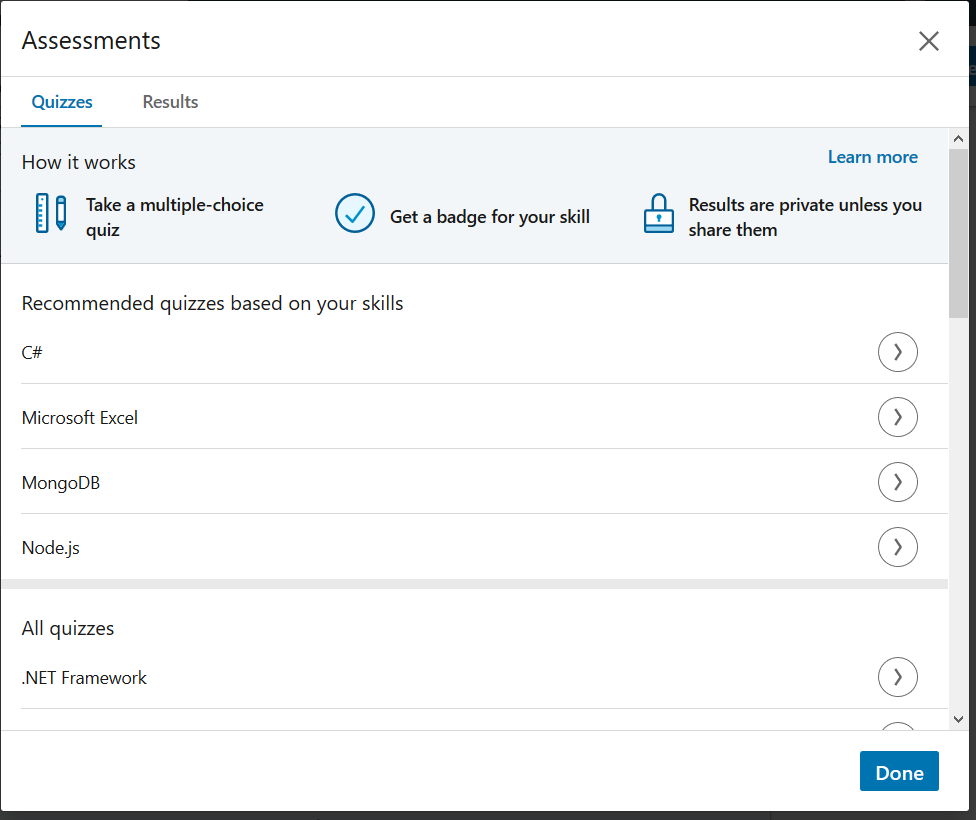 Assessments
Quizzes
Results
How it works
Learn more
Take a multiple-choice
quiz
Get a badge for your skill
Results are private unless you
share them
Recommended quizzes based on your skills
C#
Microsoft Excel
MongoDB
Node.js
All quizzes
.NET Framework
Done